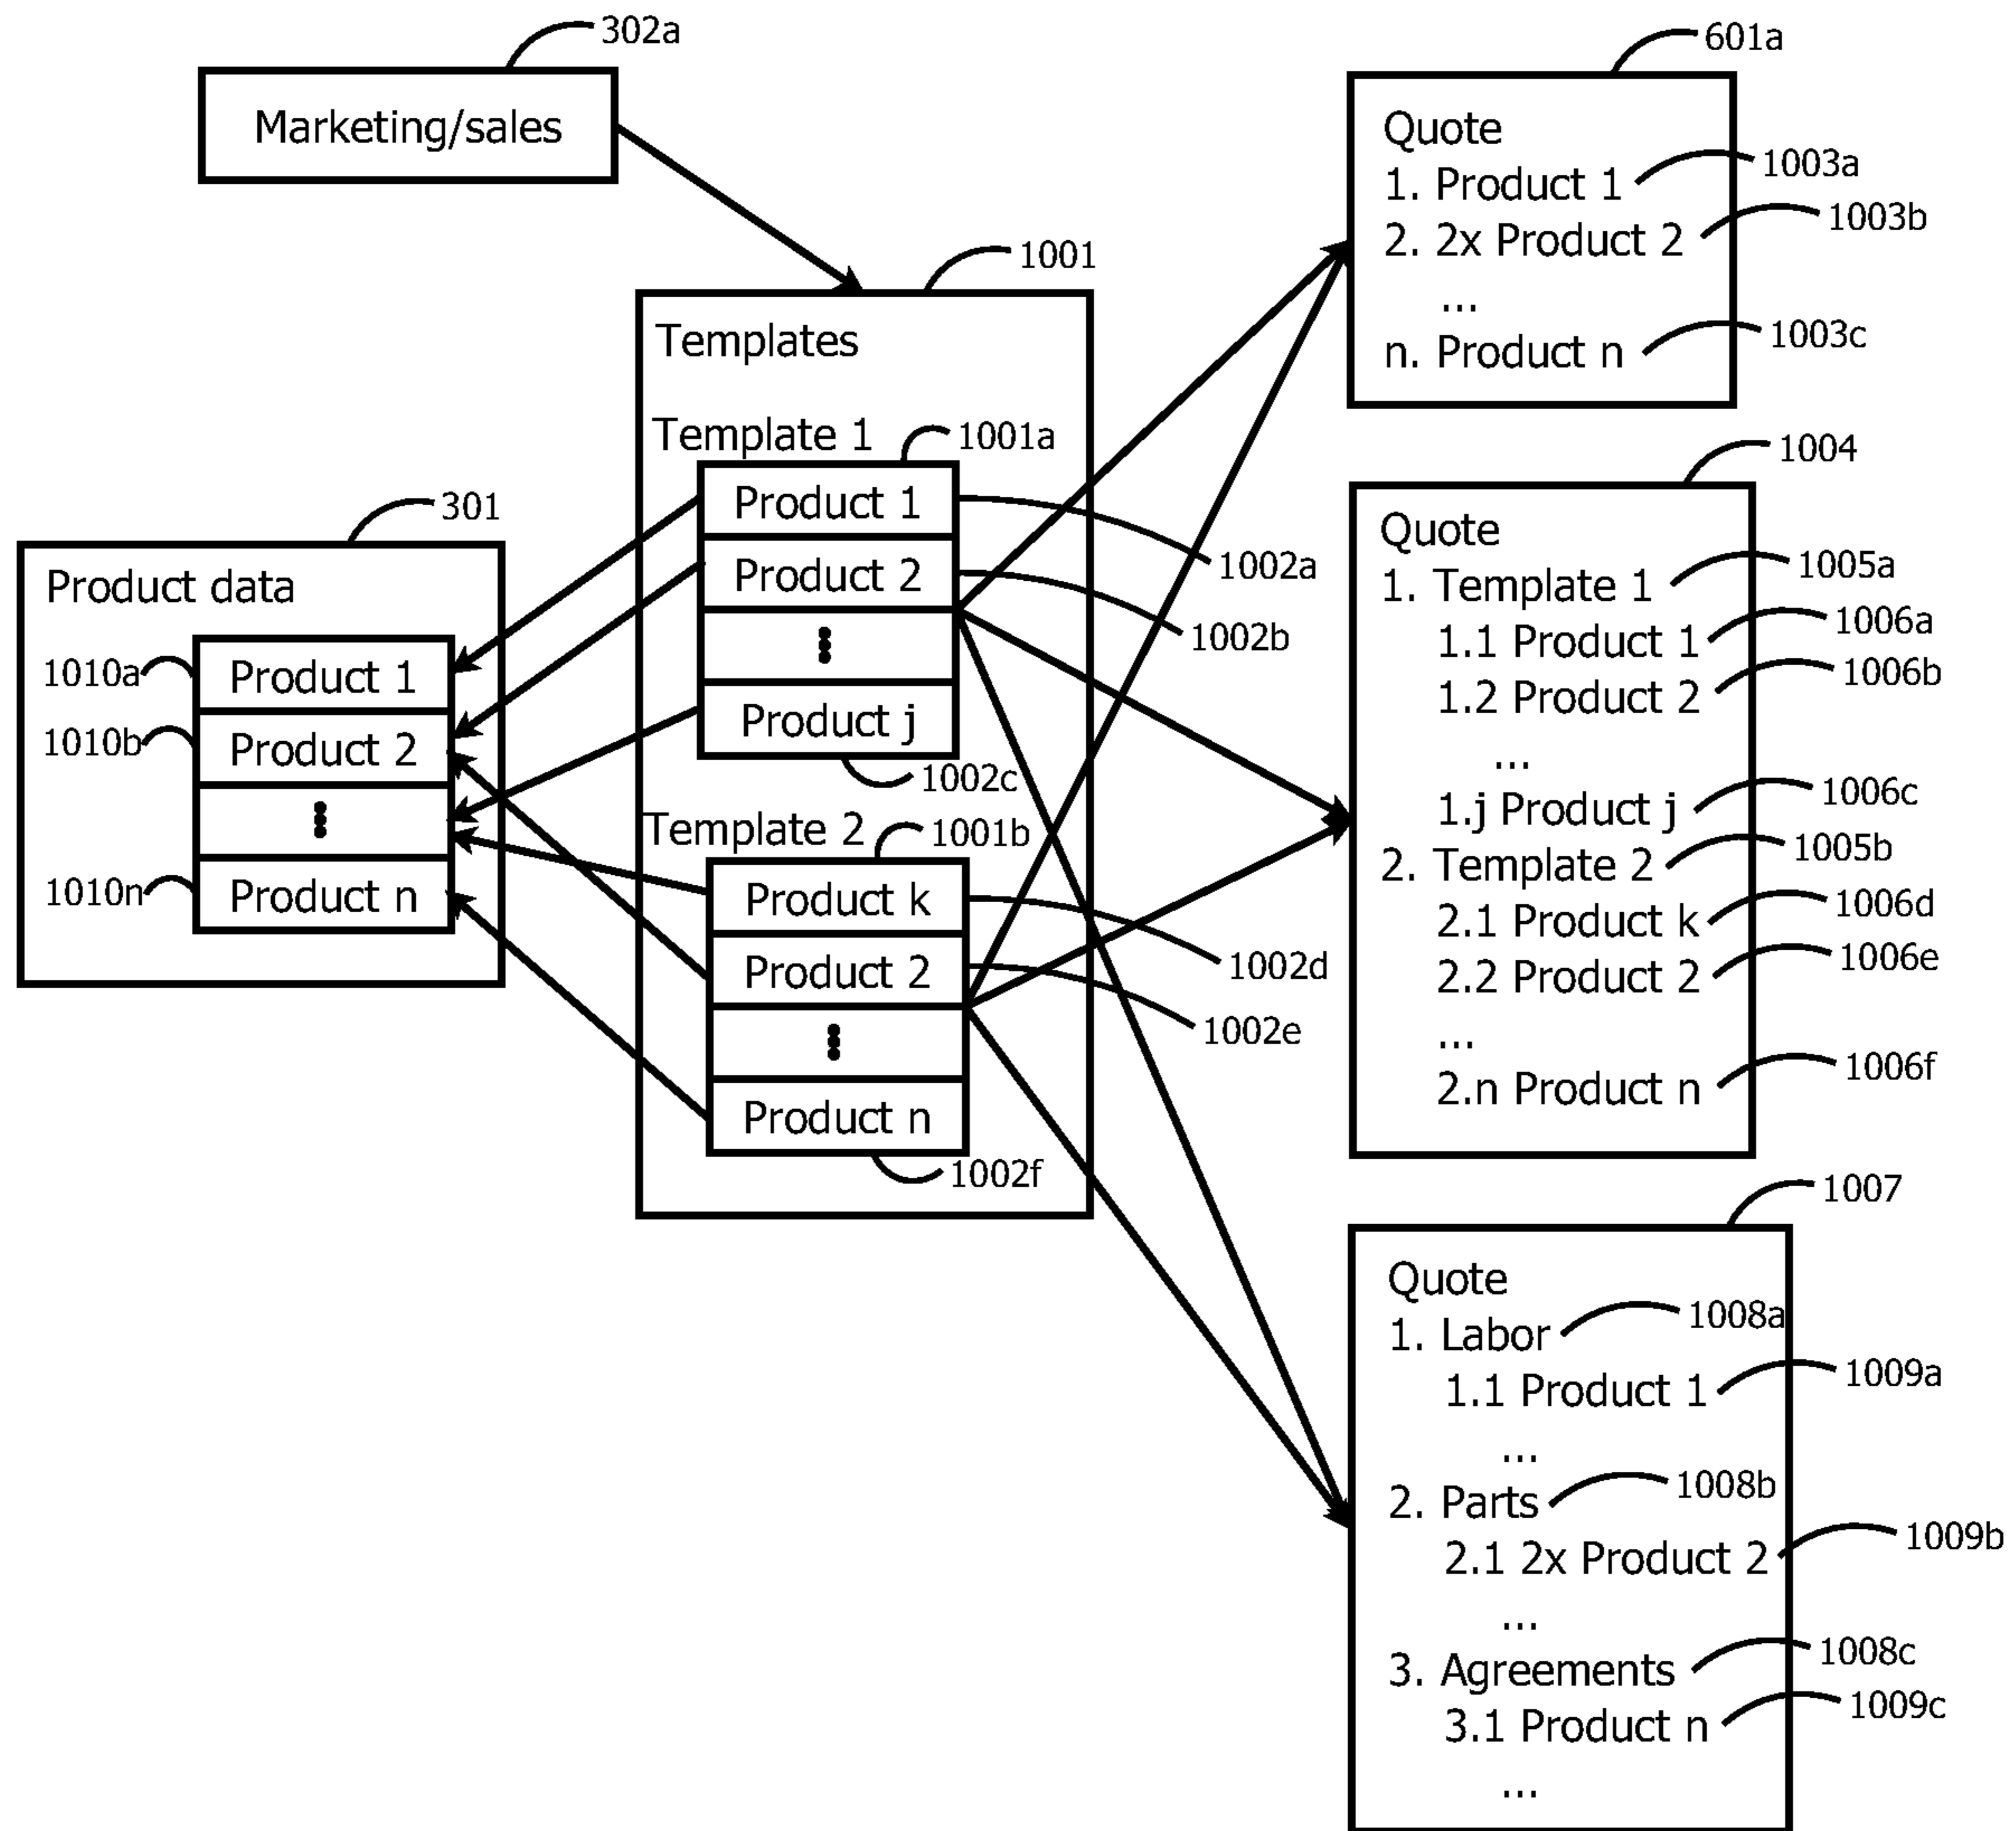 302a
Marketing/sales
1001
Templates
Template 1
1001a
Product 1
1002a
Product 2
1002b
Product j
1002c
Template 2
1001b
Product k
1002d
Product 2
1002e
Product n
1002f
301
Product data
1010a
Product 1
1010b
Product 2
1010n
Product n
601a
Quote
1. Product 1
1003a
2. 2x Product 2
1003b
...
n. Product n
1003c
1004
Quote
1. Template 1
1005a
1.1 Product 1
1006a
1.2 Product 2
1006b
...
1.j Product j
1006c
2. Template 2
1005b
2.1 Product k
1006d
2.2 Product 2
1006e
...
2.n Product n
1006f
1007
Quote
1. Labor
1008a
1.1 Product 1
1009a
...
2. Parts
1008b
2.1 2x Product 2
1009b
...
3. Agreements
1008c
3.1 Product n
1009c
...